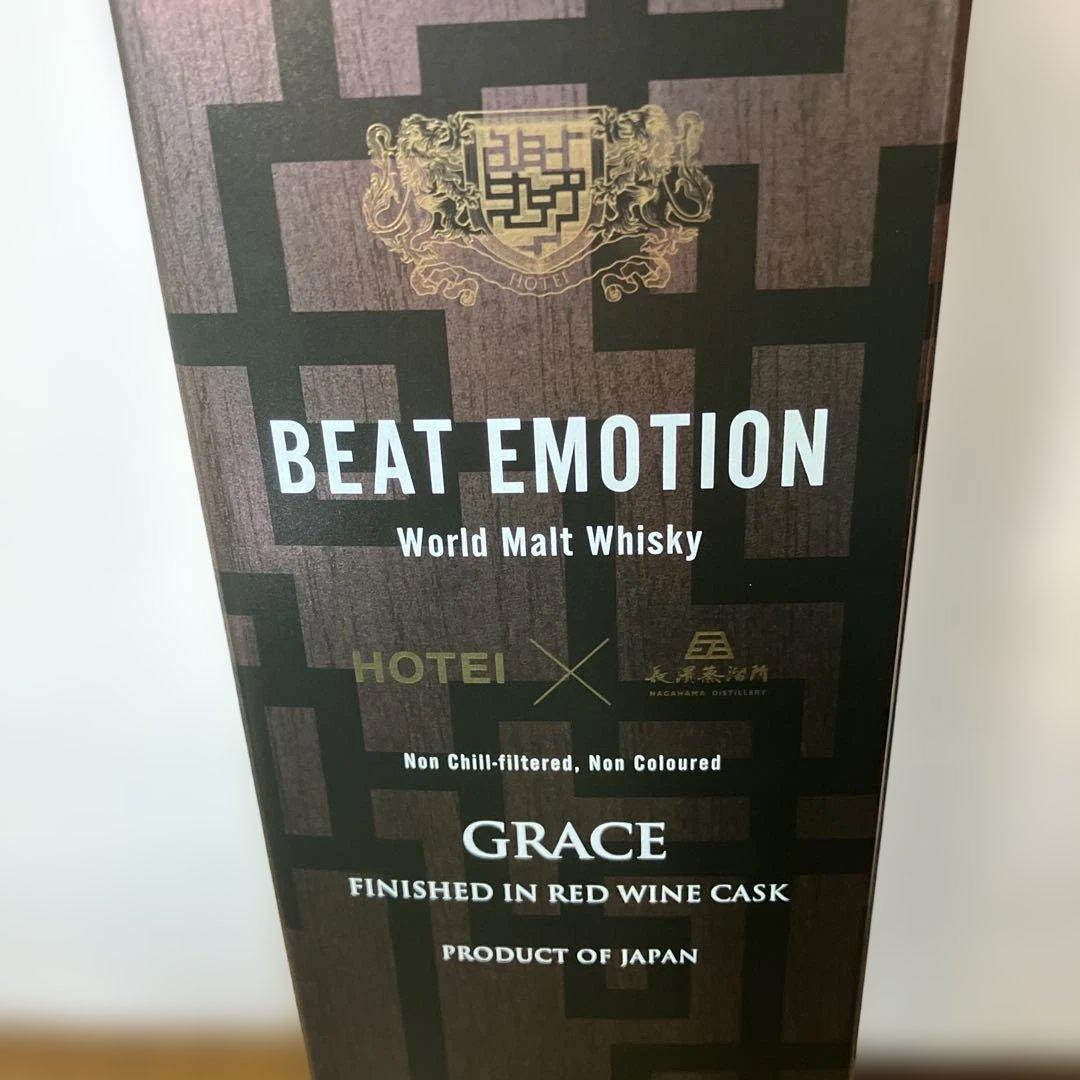 HOTEI
BEAT EMOTION
World Malt Whisky
HOTEI
長濱蒸溜所
NAGAHAMA DISTILLERY
Non Chill-filtered, Non Coloured
GRACE
FINISHED IN RED WINE CASK
PRODUCT OF JAPAN